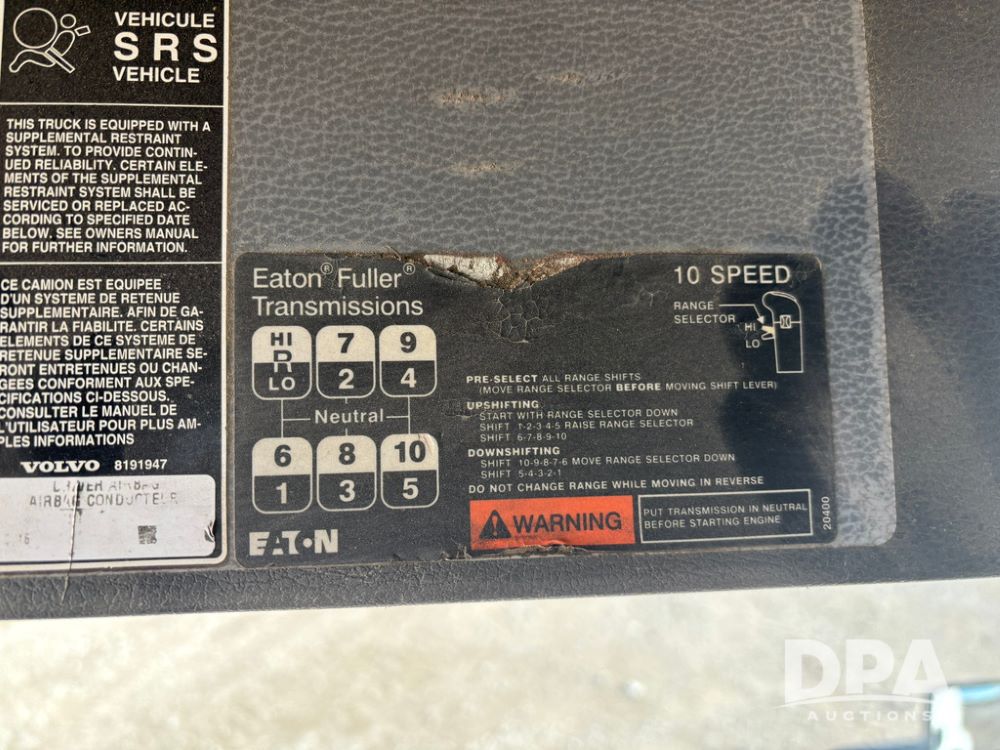 VEHICULE
SRS
VEHICLE
THIS TRUCK IS EQUIPPED WITH A
SUPPLEMENTAL RESTRAINT
SYSTEM. TO PROVIDE CONTIN-
UED RELIABILITY. CERTAIN ELE-
MENTS OF THE SUPPLEMENTAL
RESTRAINT SYSTEM SHALL BE
SERVICED OR REPLACED AC-
CORDING TO SPECIFIED DATE
BELOW. SEE OWNERS MANUAL
FOR FURTHER INFORMATION.
CE CAMION EST EQUIPEE
D'UN SYSTEME DE RETENUE
SUPPLEMENTAIRE. AFIN DE GA-
RANTIR LA FIABILITE. CERTAINS
ELEMENTS DE CE SYSTEME DE
RETENUE SUPPLEMENTAIRE SE-
RONT ENTRETENUES OU CHAN-
GEES CONFORMENT AUX SPE-
CIFICATIONS CI-DESSOUS.
CONSULTER LE MANUEL DE
L'UTILISATEUR POUR PLUS AM-
PLES INFORMATIONS
VOLVO 8191947
AIRBAG CONDUCTEUR
Eaton® Fuller®
Transmissions
HI 7 9
R
LO 2 4
Neutral
6 8 10
1 3 5
EATON
10 SPEED
RANGE
SELECTOR
HI
LO
PRE-SELECT ALL RANGE SHIFTS
(MOVE RANGE SELECTOR BEFORE MOVING SHIFT LEVER)
UPSHIFTING
START WITH RANGE SELECTOR DOWN
SHIFT 1-2-3-4-5 RAISE RANGE SELECTOR
SHIFT 6-7-8-9-10
DOWNSHIFTING
SHIFT 10-9-8-7-6 MOVE RANGE SELECTOR DOWN
SHIFT 5-4-3-2-1
DO NOT CHANGE RANGE WHILE MOVING IN REVERSE
WARNING
PUT TRANSMISSION IN NEUTRAL
BEFORE STARTING ENGINE
20400
DPA
AUCTIONS